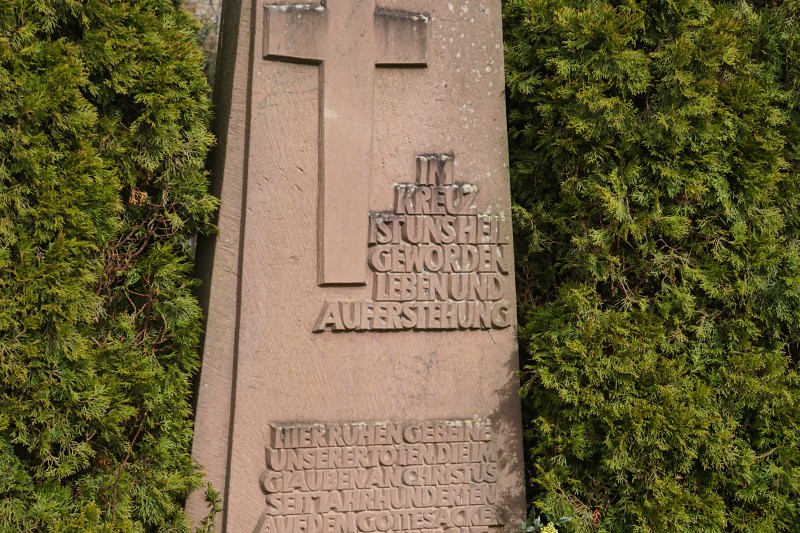 IM
KREUZ
IST UNS HEIL
GEWORDEN
LEBEN UND
AUFERSTEHUNG
HIER RUHEN GEBEINE
UNSERER TOTEN DIE IM
GLAUBEN AN CHRISTUS
SEIT JAHRHUNDERTEN
AUF DEN GOTTESACKER